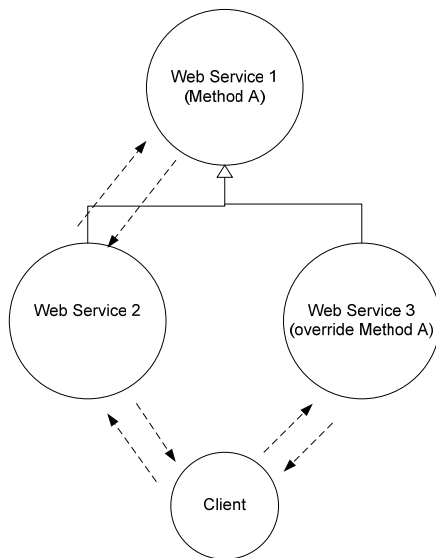 Web Service 1
(Method A)
Web Service 2
Web Service 3
(override Method A)
Client